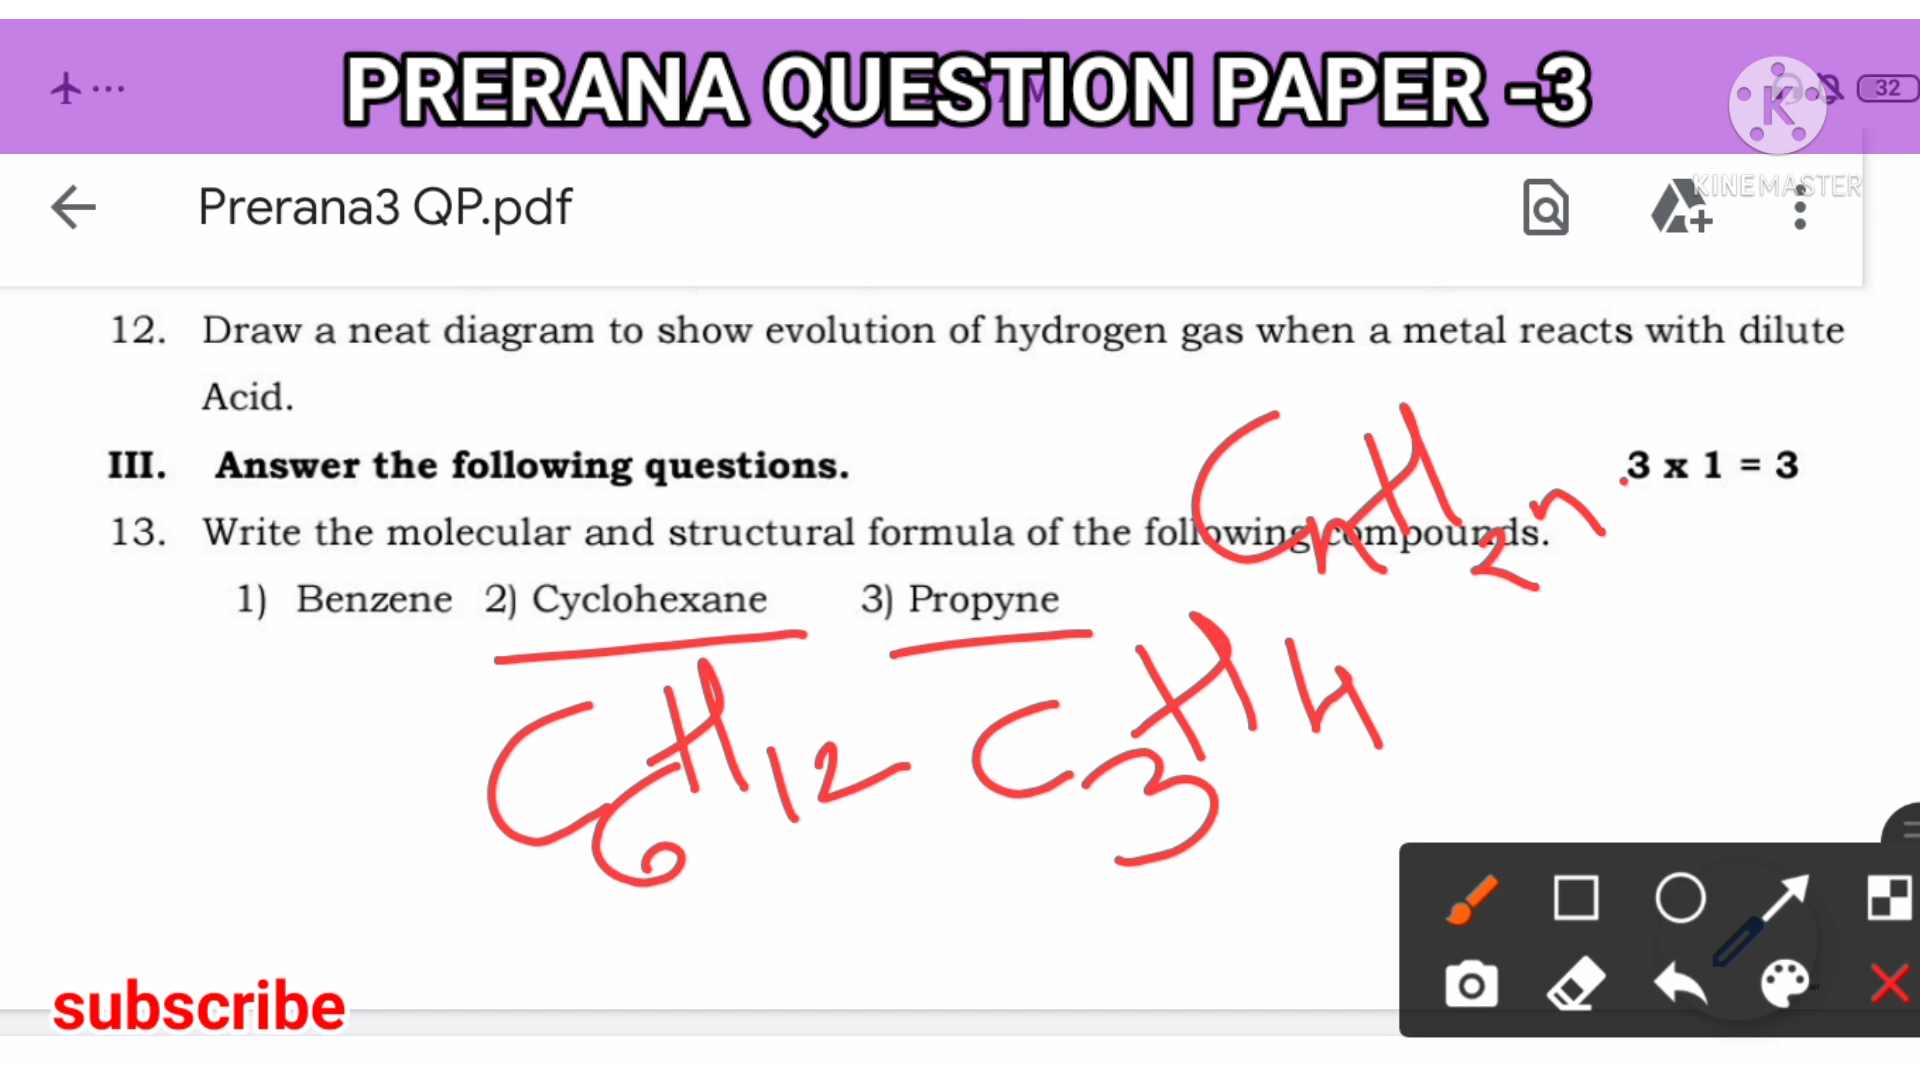 PRERANA QUESTION PAPER -3
32
K
KINEMASTER
Prerana3 QP.pdf
12. Draw a neat diagram to show evolution of hydrogen gas when a metal reacts with dilute
Acid.
III. Answer the following questions. 3 x 1 = 3
CnH2n
13. Write the molecular and structural formula of the following compounds.
1) Benzene 2) Cyclohexane 3) Propyne
C6H12 C3H4
subscribe